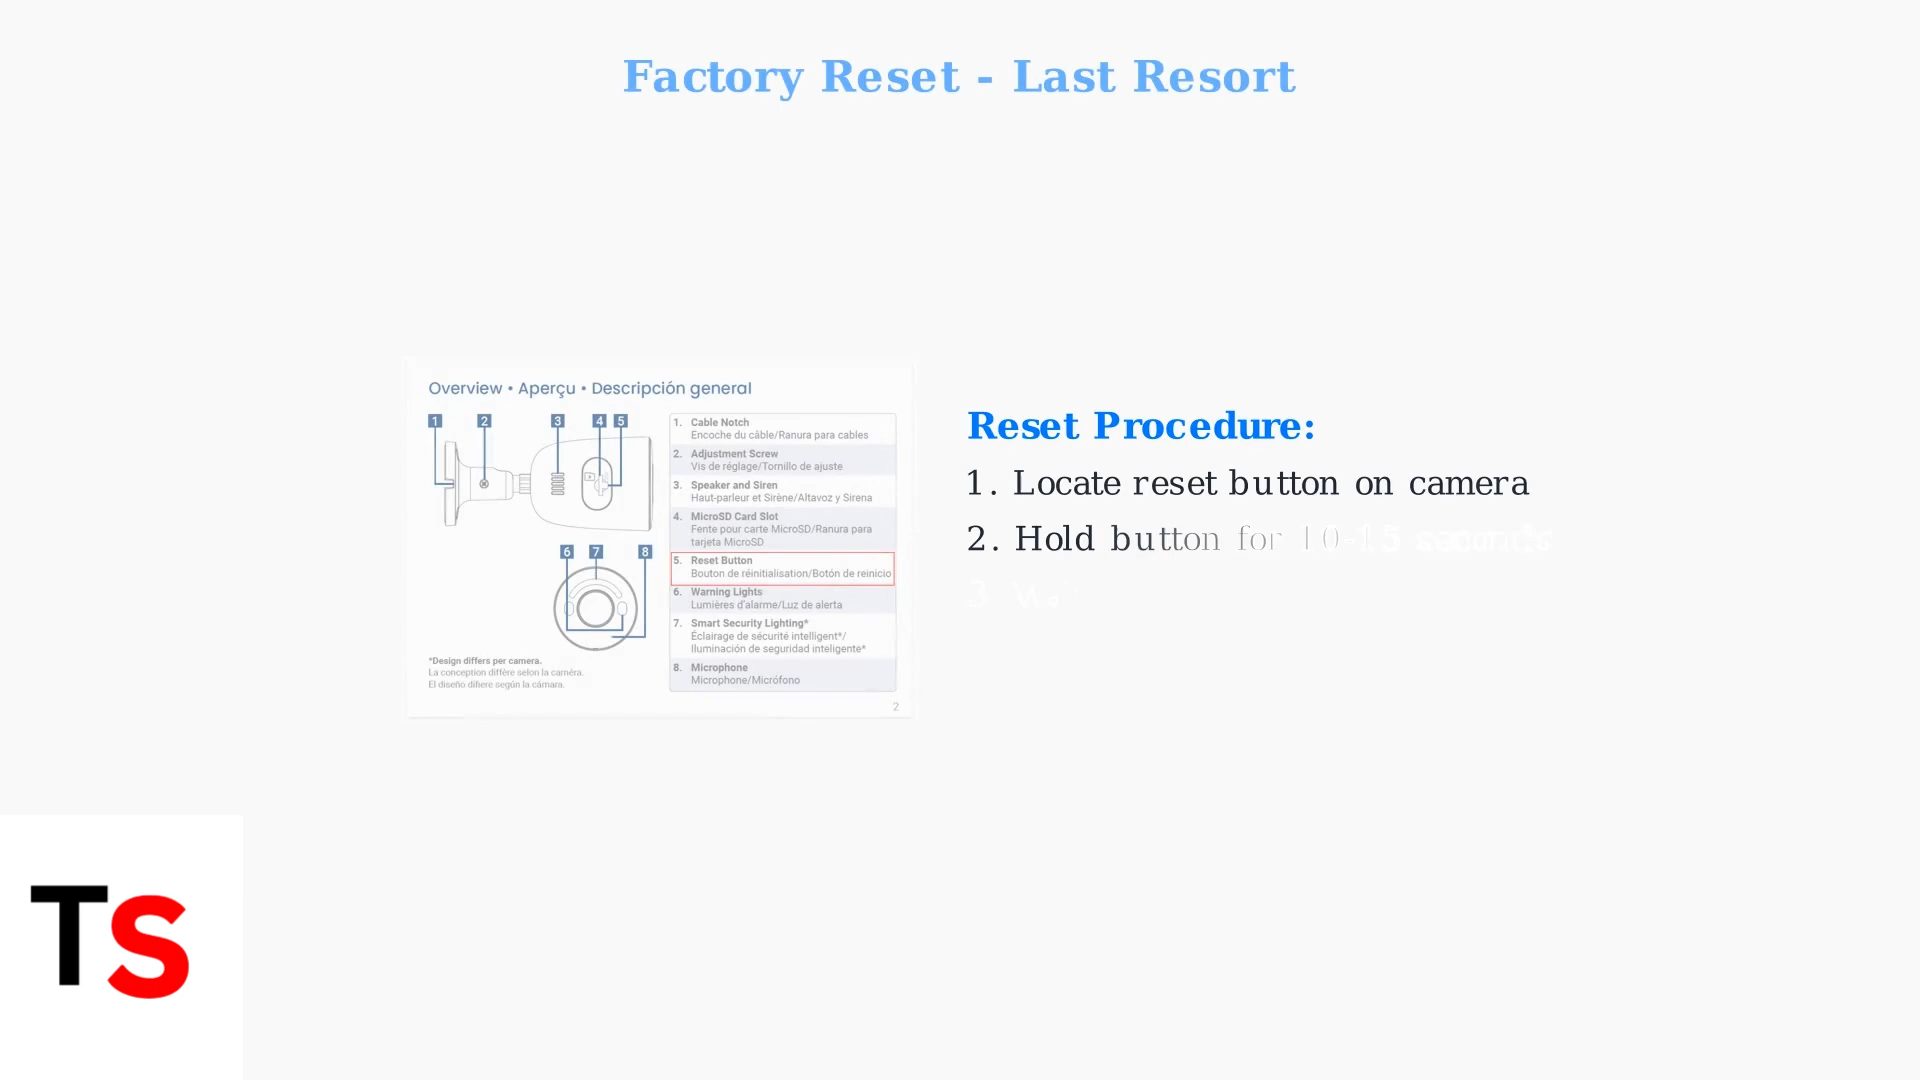 Factory Reset - Last Resort
Overview • Aperçu • Descripción general
1 2 3 4 5
6 7 8
1. Cable Notch
Encoche du câble/Ranura para cables
2. Adjustment Screw
Vis de réglage/Tornillo de ajuste
3. Speaker and Siren
Haut-parleur et Sirène/Altavoz y Sirena
4. MicroSD Card Slot
Fente pour carte MicroSD/Ranura para
tarjeta MicroSD
5. Reset Button
Bouton de réinitialisation/Botón de reinicio
6. Warning Lights
Lumières d'alarme/Luz de alerta
7. Smart Security Lighting*
Éclairage de sécurité intelligent*/
Iluminación de seguridad inteligente*
8. Microphone
Microphone/Micrófono
*Design differs per camera.
La conception diffère selon la caméra.
El diseño difiere según la cámara.
2
Reset Procedure:
1. Locate reset button on camera
2. Hold button for 10-15 seconds
3
TS